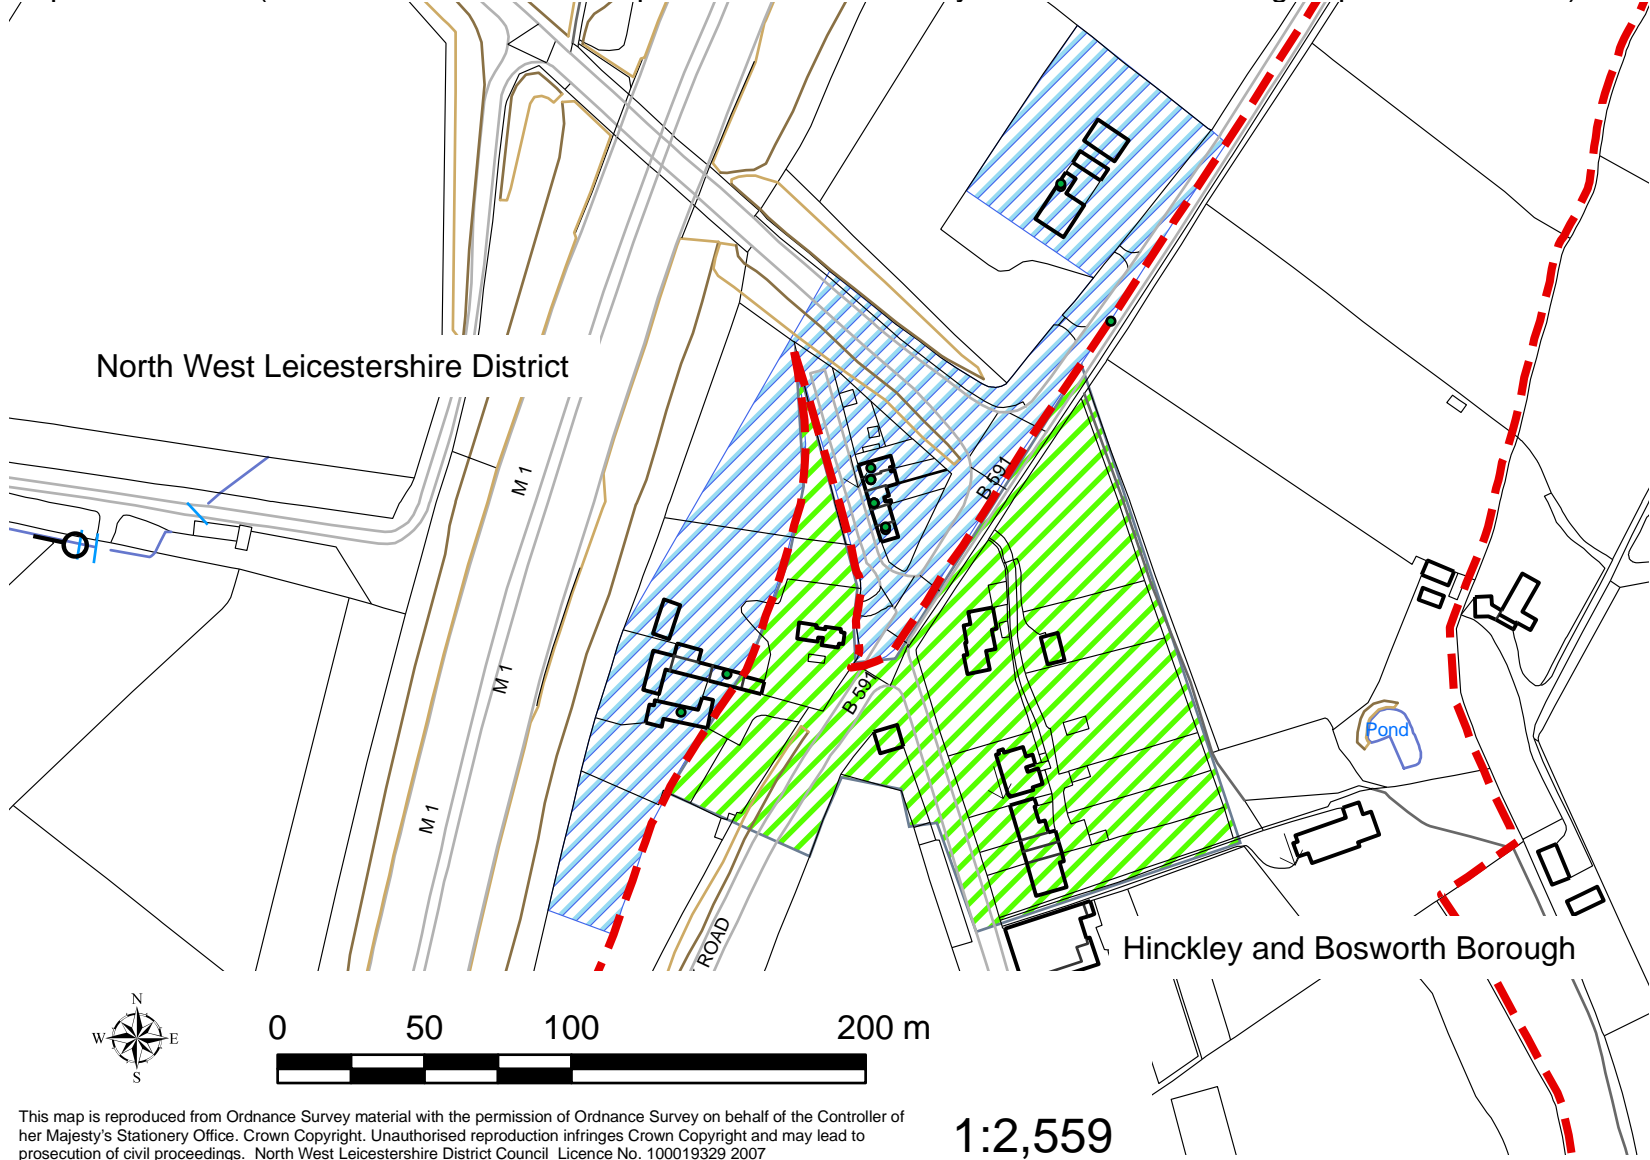 North West Leicestershire District
M 1
B 591
M 1
B 591
Pond
M 1
ROAD
Hinckley and Bosworth Borough
N
W E
S
0 50 100 200 m
This map is reproduced from Ordnance Survey material with the permission of Ordnance Survey on behalf of the Controller of
her Majesty's Stationery Office. Crown Copyright. Unauthorised reproduction infringes Crown Copyright and may lead to
prosecution of civil proceedings. North West Leicestershire District Council Licence No. 100019329 2007
1:2,559